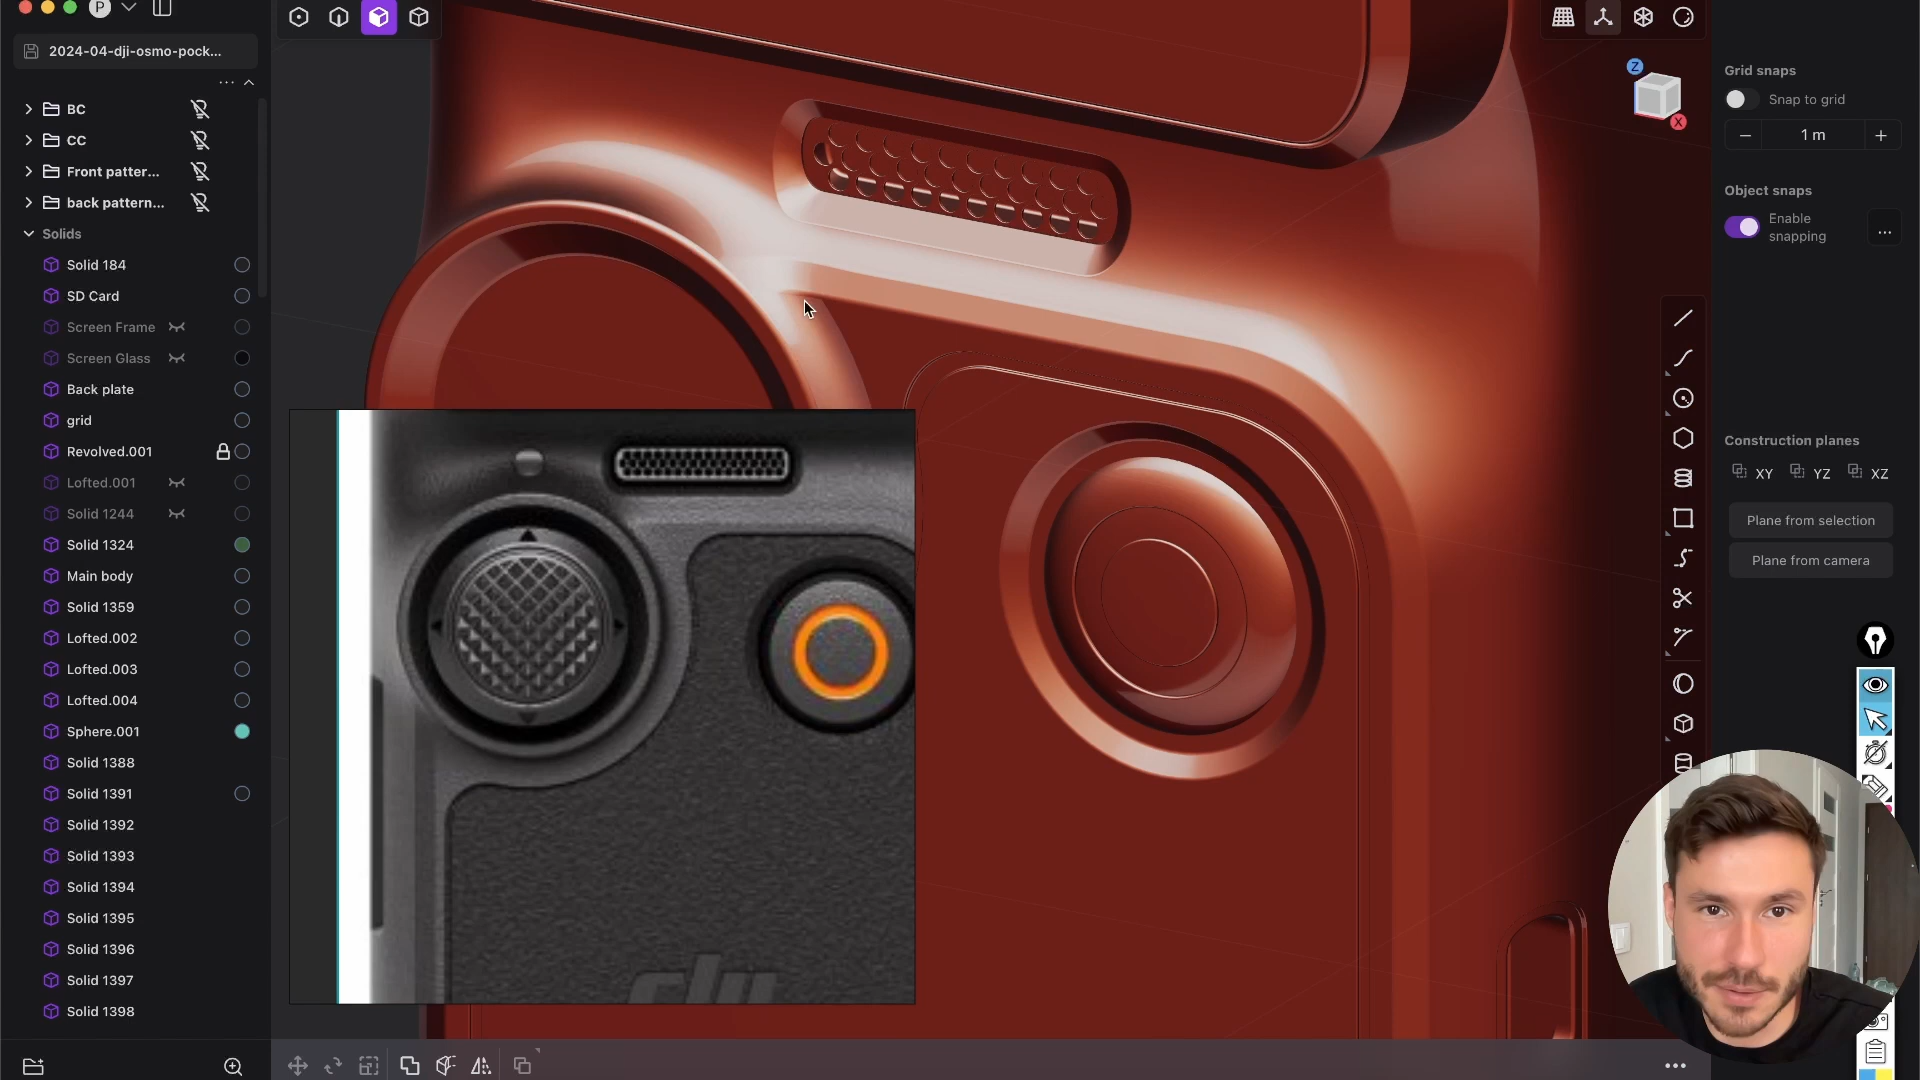 P
2024-04-dji-osmo-pock...
BC
CC
Front patter...
back pattern...
Solids
Solid 184
SD Card
Screen Frame
Screen Glass
Back plate
grid
Revolved.001
Lofted.001
Solid 1244
Solid 1324
Main body
Solid 1359
Lofted.002
Lofted.003
Lofted.004
Sphere.001
Solid 1388
Solid 1391
Solid 1392
Solid 1393
Solid 1394
Solid 1395
Solid 1396
Solid 1397
Solid 1398
dji
Z
X
Grid snaps
Snap to grid
1 m
Object snaps
Enable
snapping
...
Construction planes
XY YZ XZ
Plane from selection
Plane from camera